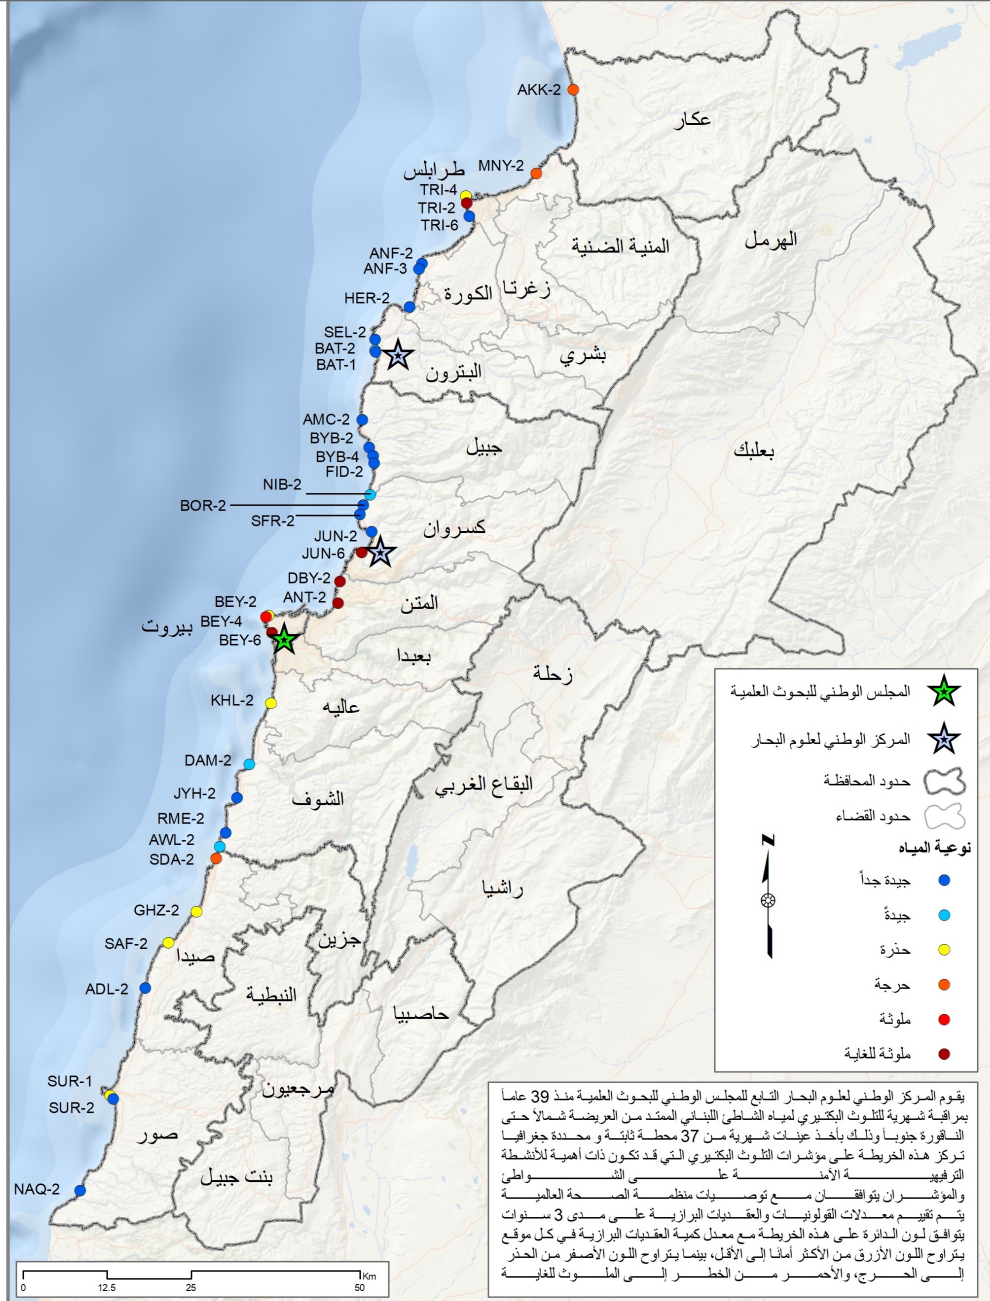 AKK-2
عكار
MNY-2
طرابلس
TRI-4
TRI-2
TRI-6
المنية الضنية
الهرمل
ANF-2
ANF-3
زغرتا
الكورة
HER-2
SEL-2
BAT-2
BAT-1
بشري
البترون
AMC-2
BYB-2
BYB-4
FID-2
جبيل
بعلبك
NIB-2
BOR-2
SFR-2
كسروان
JUN-2
JUN-6
DBY-2
ANT-2
المتن
BEY-2
BEY-4
BEY-6
بيروت
بعبدا
زحلة
KHL-2
عاليه
DAM-2
JYH-2
الشوف
البقاع الغربي
RME-2
AWL-2
SDA-2
راشيا
GHZ-2
SAF-2
صيدا
جزين
ADL-2
النبطية
حاصبيا
SUR-1
SUR-2
مرجعيون
صور
بنت جبيل
NAQ-2
المجلس الوطني للبحوث العلمية
المركز الوطني لعلوم البحار
حدود المحافظة
حدود القضاء
نوعية المياه
جيدة جداً
جيدةً
حذرة
حرجة
ملوثة
ملوثة للغاية
N
يقوم المركز الوطني لعلوم البحار التابع للمجلس الوطني للبحوث العلمية منذ 39 عاماً
بمراقبة شهرية للتلوث البكتيري لمياه الشاطئ اللبناني الممتد من العريضة شمالاً حتى
الناقورة جنوباً وذلك بأخذ عينات شهرية من 37 محطة ثابتة و محددة جغرافيا
تركز هذه الخريطة على مؤشرات التلوث البكتيري التي قد تكون ذات أهمية للأنشطة
الترفيهية الآمنة على الشواطئ
والمؤشران يتوافقان مع توصيات منظمة الصحة العالمية
يتم تقييم معدلات القولونيات والعقديات البرازية على مدى 3 سنوات
يتوافق لون الدائرة على هذه الخريطة مع معدل كمية العقديات البرازية في كل موقع
يتراوح اللون الأزرق من الأكثر أمانا إلى الأقل، بينما يتراوح اللون الأصفر من الحذر
إلى الحرج، والأحمر من الخطر إلى الملوث للغاية
Km
0 12.5 25 50